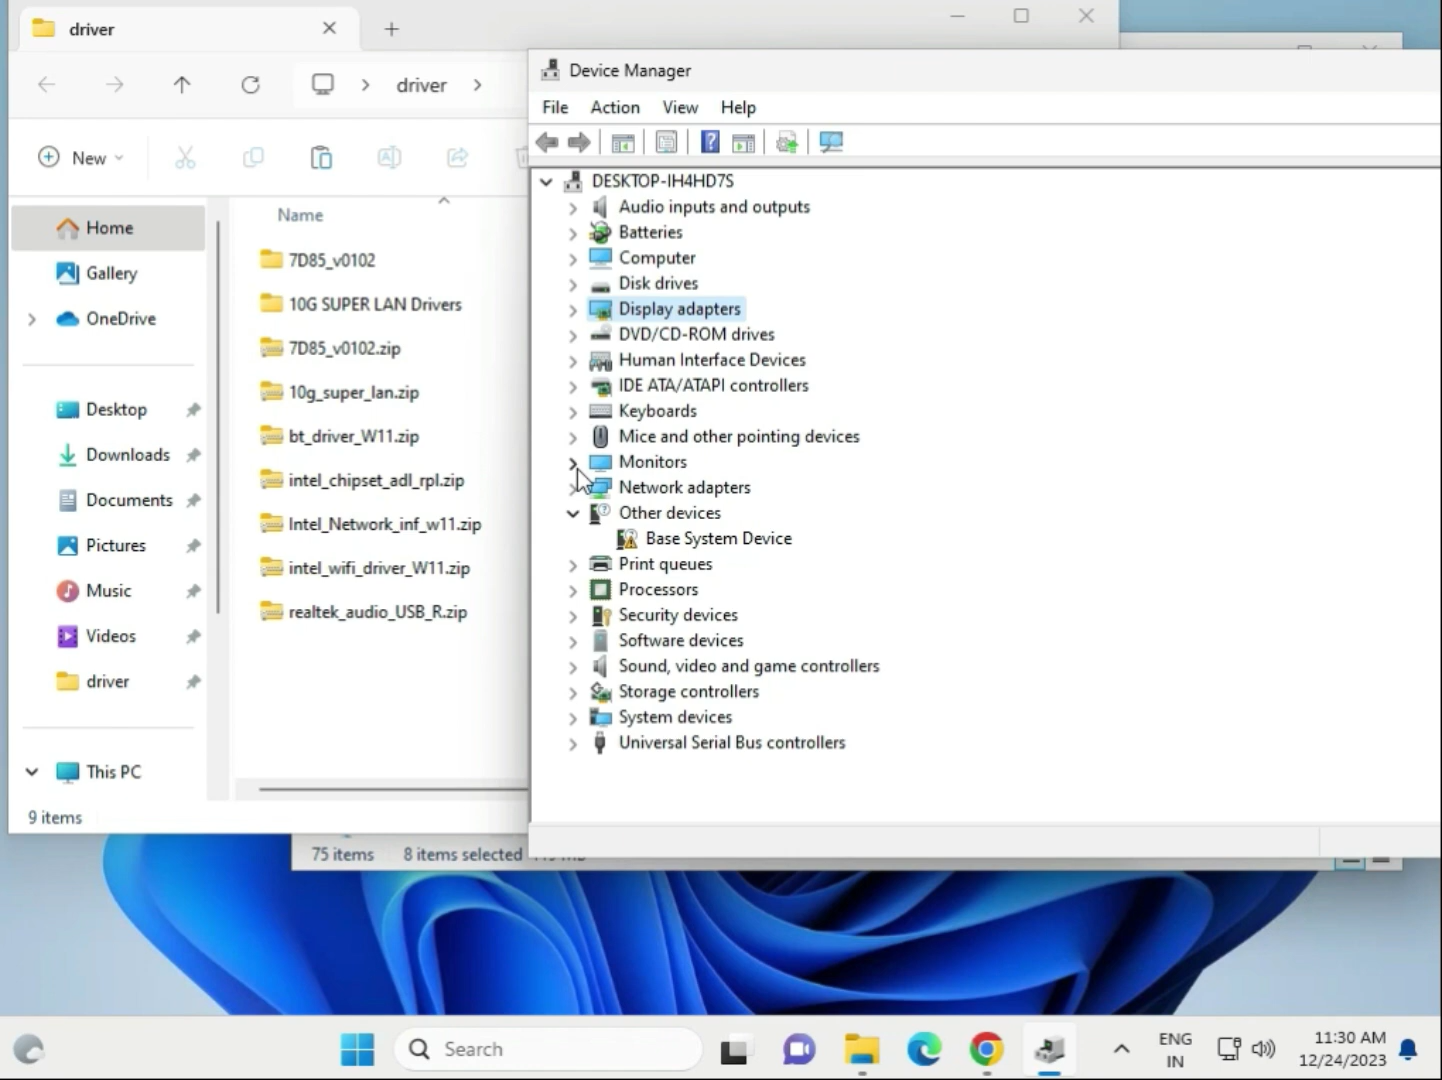 driver
driver
New
Name
Home
Gallery
OneDrive
Desktop
Downloads
Documents
Pictures
Music
Videos
driver
This PC
7D85_v0102
10G SUPER LAN Drivers
7D85_v0102.zip
10g_super_lan.zip
bt_driver_W11.zip
intel_chipset_adl_rpl.zip
Intel_Network_inf_w11.zip
intel_wifi_driver_W11.zip
realtek_audio_USB_R.zip
9 items
75 items 8 items selected
Device Manager
File Action View Help
DESKTOP-IH4HD7S
Audio inputs and outputs
Batteries
Computer
Disk drives
Display adapters
DVD/CD-ROM drives
Human Interface Devices
IDE ATA/ATAPI controllers
Keyboards
Mice and other pointing devices
Monitors
Network adapters
Other devices
Base System Device
Print queues
Processors
Security devices
Software devices
Sound, video and game controllers
Storage controllers
System devices
Universal Serial Bus controllers
Search
ENG
IN
11:30 AM
12/24/2023